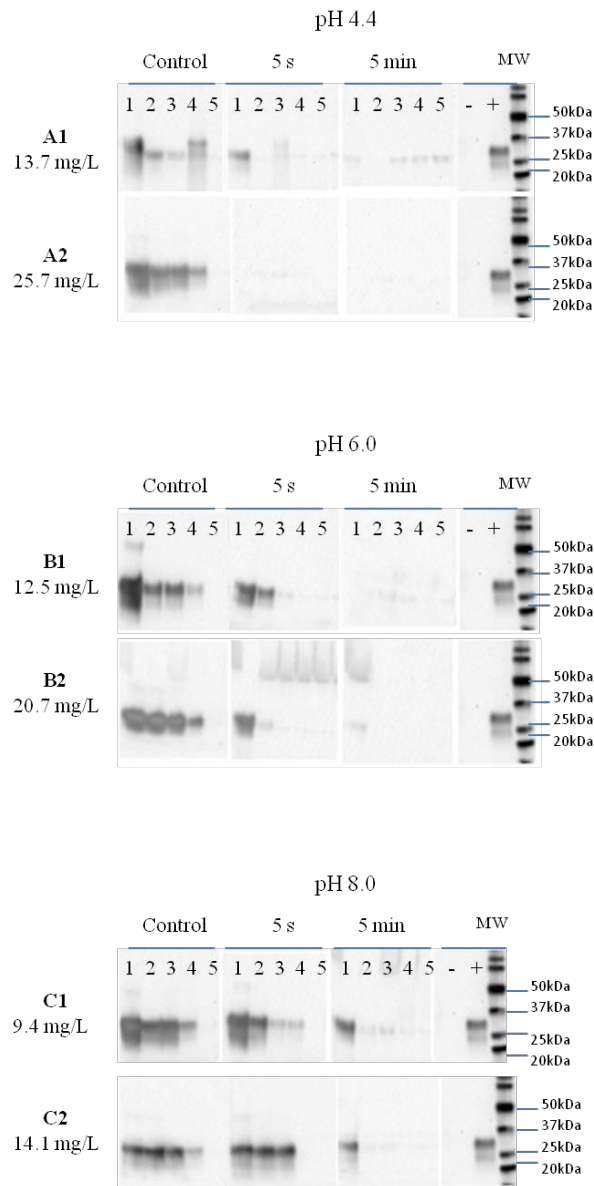 pH 4.4
Control 5 s 5 min MW
1 2 3 4 5 1 2 3 4 5 1 2 3 4 5 - +
50kDa
37kDa
25kDa
20kDa
A1
13.7 mg/L
50kDa
37kDa
25kDa
20kDa
A2
25.7 mg/L
pH 6.0
Control 5 s 5 min MW
1 2 3 4 5 1 2 3 4 5 1 2 3 4 5 - +
50kDa
37kDa
25kDa
20kDa
B1
12.5 mg/L
50kDa
37kDa
25kDa
20kDa
B2
20.7 mg/L
pH 8.0
Control 5 s 5 min MW
1 2 3 4 5 1 2 3 4 5 1 2 3 4 5 - +
50kDa
37kDa
25kDa
20kDa
C1
9.4 mg/L
50kDa
37kDa
25kDa
20kDa
C2
14.1 mg/L